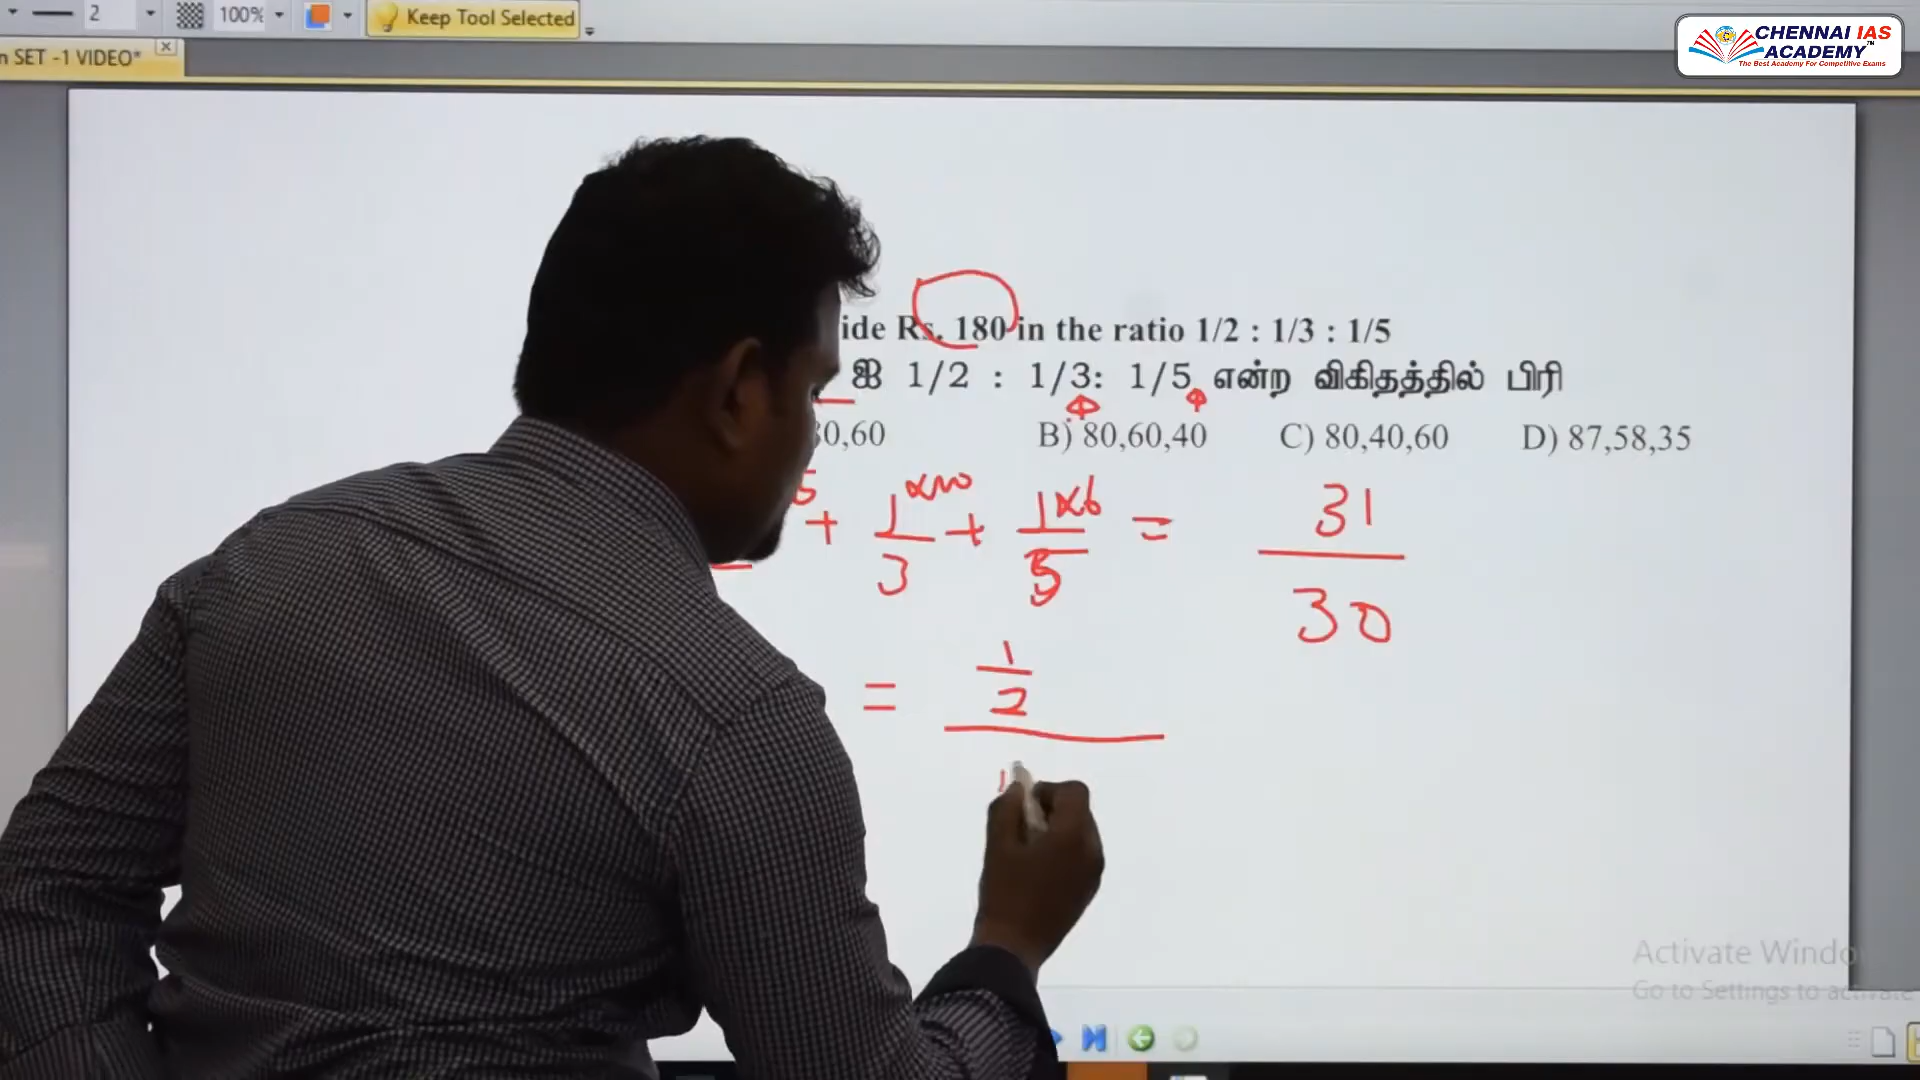 2 100% Keep Tool Selected
SET -1 VIDEO*
CHENNAI IAS
ACADEMY
The Best Academy For Competitive Exams
Rs. 180 in the ratio 1/2 : 1/3 : 1/5
ஐ 1/2 : 1/3: 1/5 என்ற விகிதத்தில் பிரி
0,60 B) 80,60,40 C) 80,40,60 D) 87,58,35
+ 1×10/3 + 1×6/5 = 31/30
= 1/2
Activate
Go to Settings to activate